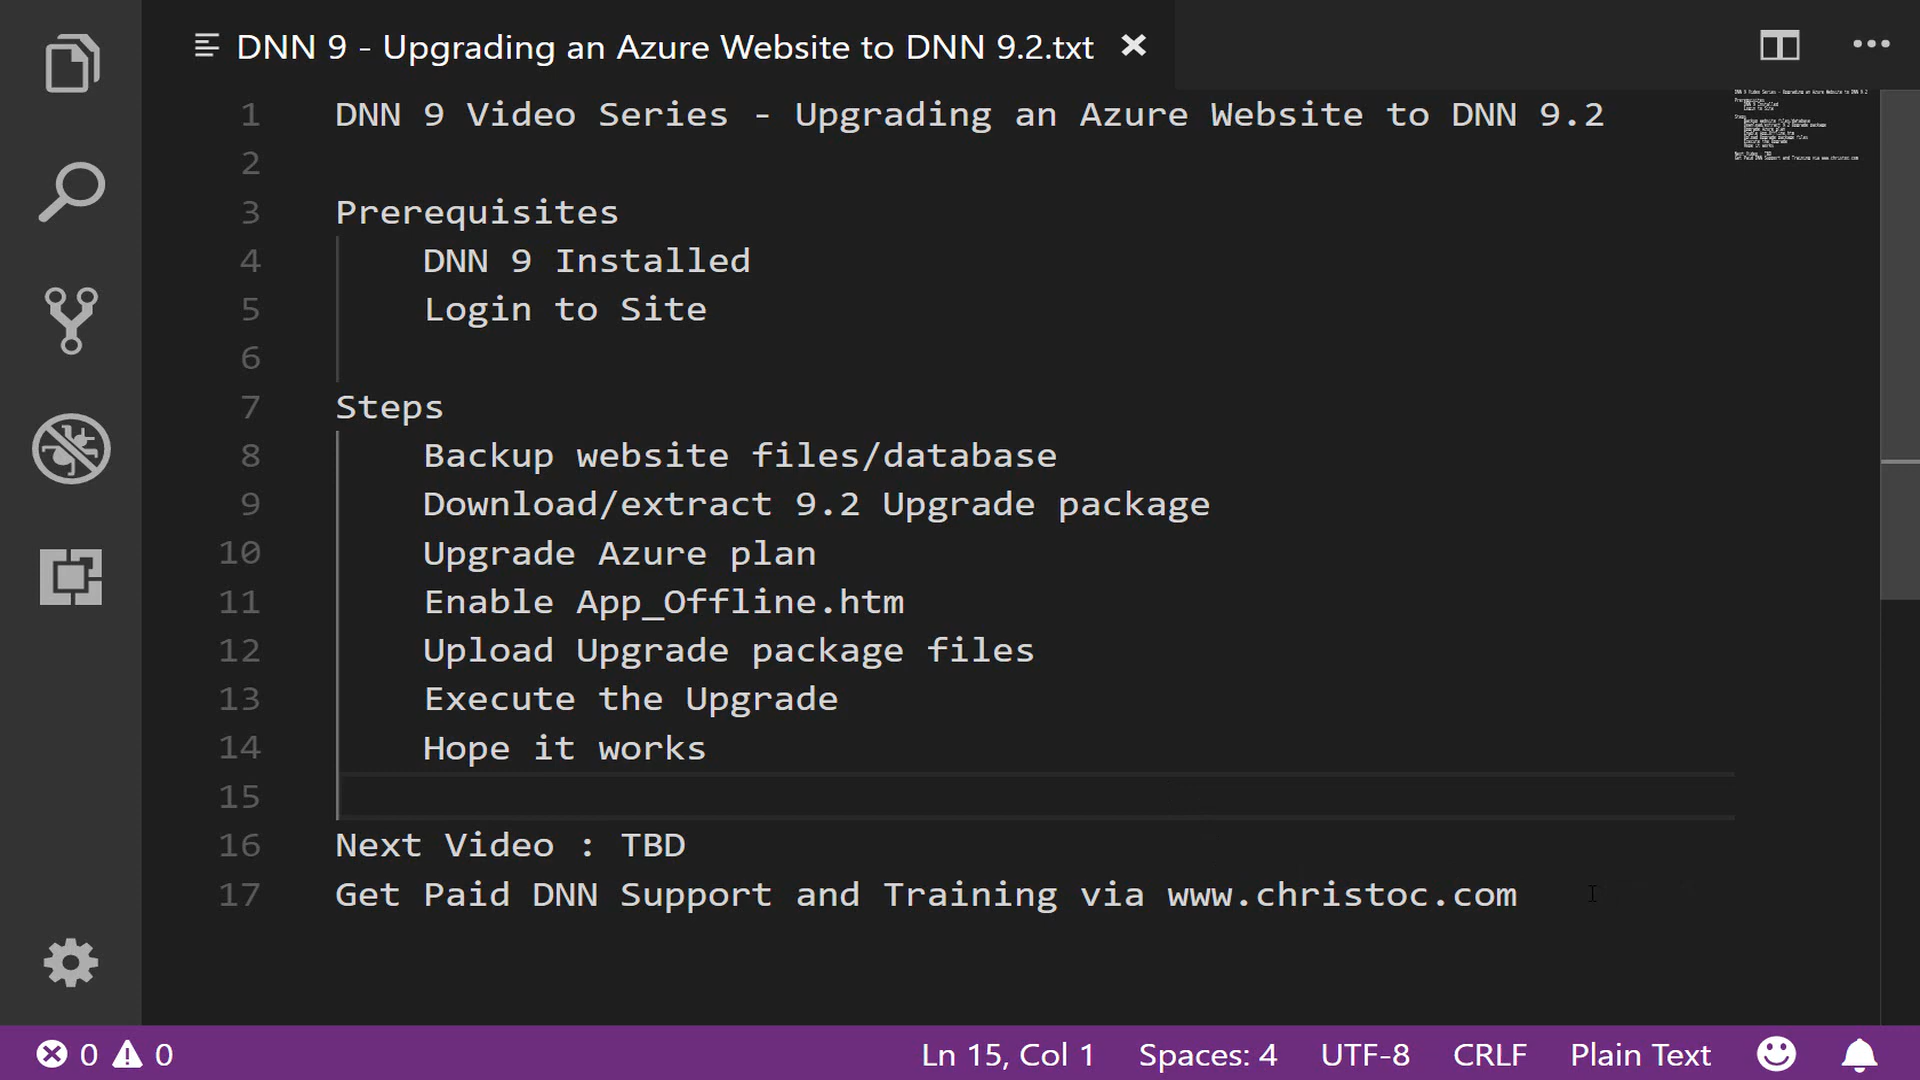 DNN 9 - Upgrading an Azure Website to DNN 9.2.txt
1 DNN 9 Video Series - Upgrading an Azure Website to DNN 9.2
2
3 Prerequisites
4 DNN 9 Installed
5 Login to Site
6
7 Steps
8 Backup website files/database
9 Download/extract 9.2 Upgrade package
10 Upgrade Azure plan
11 Enable App_Offline.htm
12 Upload Upgrade package files
13 Execute the Upgrade
14 Hope it works
15
16 Next Video : TBD
17 Get Paid DNN Support and Training via www.christoc.com
0 0 Ln 15, Col 1 Spaces: 4 UTF-8 CRLF Plain Text